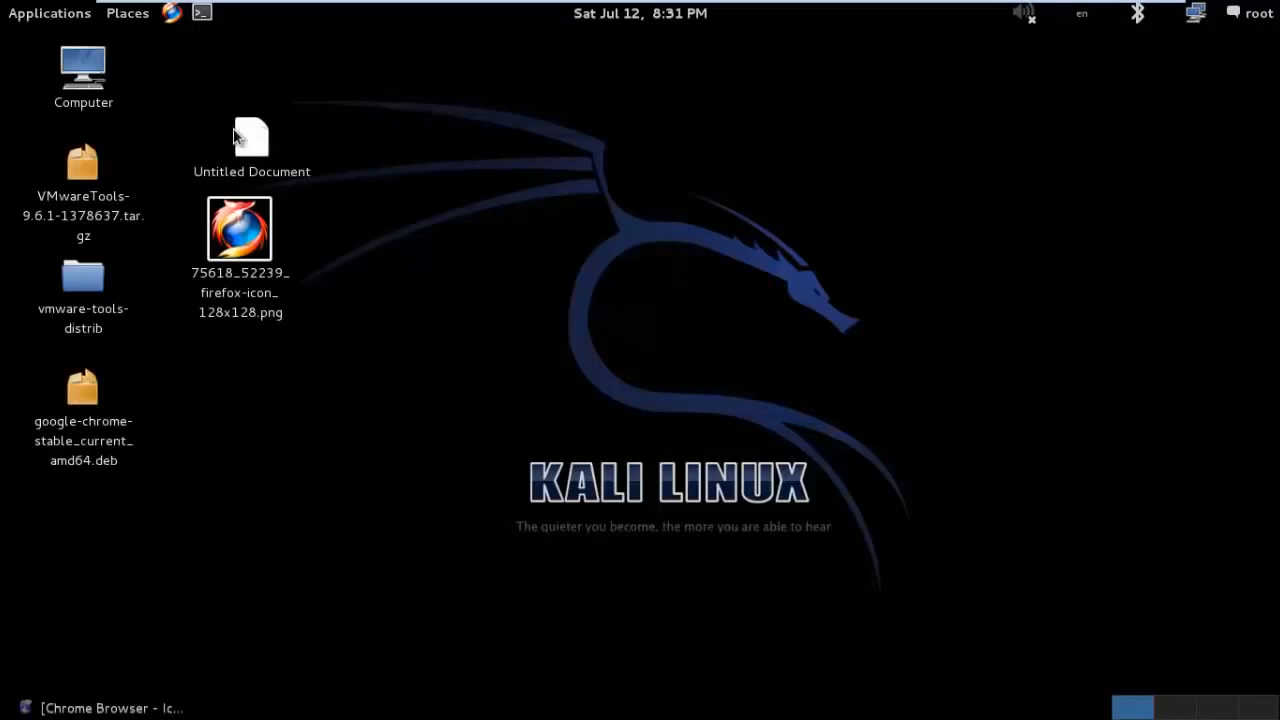 Applications Places Sat Jul 12, 8:31 PM en root
Computer
Untitled Document
VMwareTools-
9.6.1-1378637.tar.
gz
75618_52239_
firefox-icon_
128x128.png
vmware-tools-
distrib
google-chrome-
stable_current_
amd64.deb
KALI LINUX
The quieter you become, the more you are able to hear
[Chrome Browser - Ic...